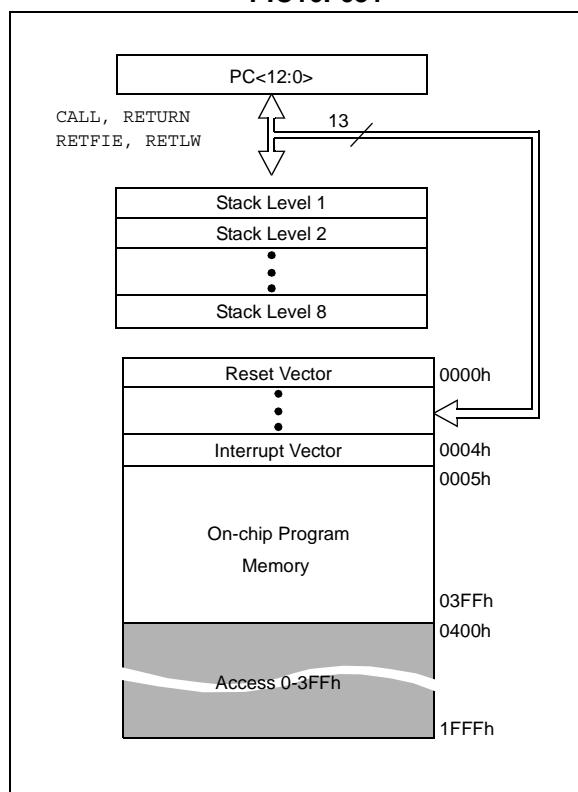 PC<12:0>
CALL, RETURN
RETFIE, RETLW
13
Stack Level 1
Stack Level 2
Stack Level 8
Reset Vector
0000h
Interrupt Vector
0004h
0005h
On-chip Program
Memory
03FFh
0400h
Access 0-3FFh
1FFFh